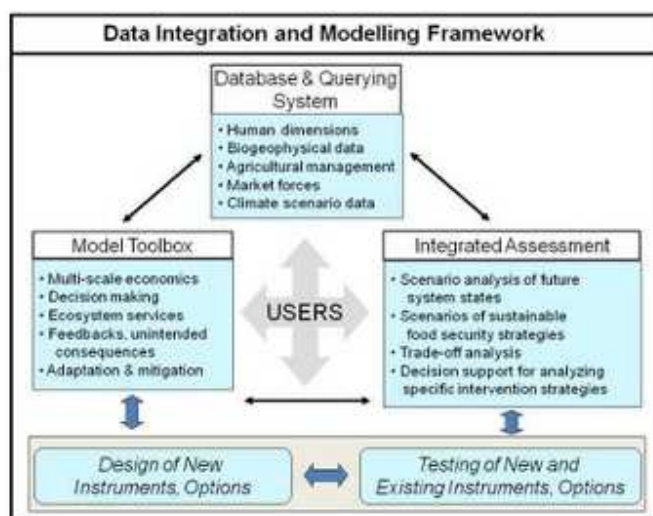 Data Integration and Modelling Framework
Database & Querying
System
• Human dimensions
• Biogeophysical data
• Agricultural management
• Market forces
• Climate scenario data
Model Toolbox
• Multi-scale economics
• Decision making
• Ecosystem services
• Feedbacks, unintended
consequences
• Adaptation & mitigation
USERS
Integrated Assessment
• Scenario analysis of future
system states
• Scenarios of sustainable
food security strategies
• Trade-off analysis
• Decision support for analyzing
specific intervention strategies
Design of New
Instruments, Options
Testing of New and
Existing Instruments, Options